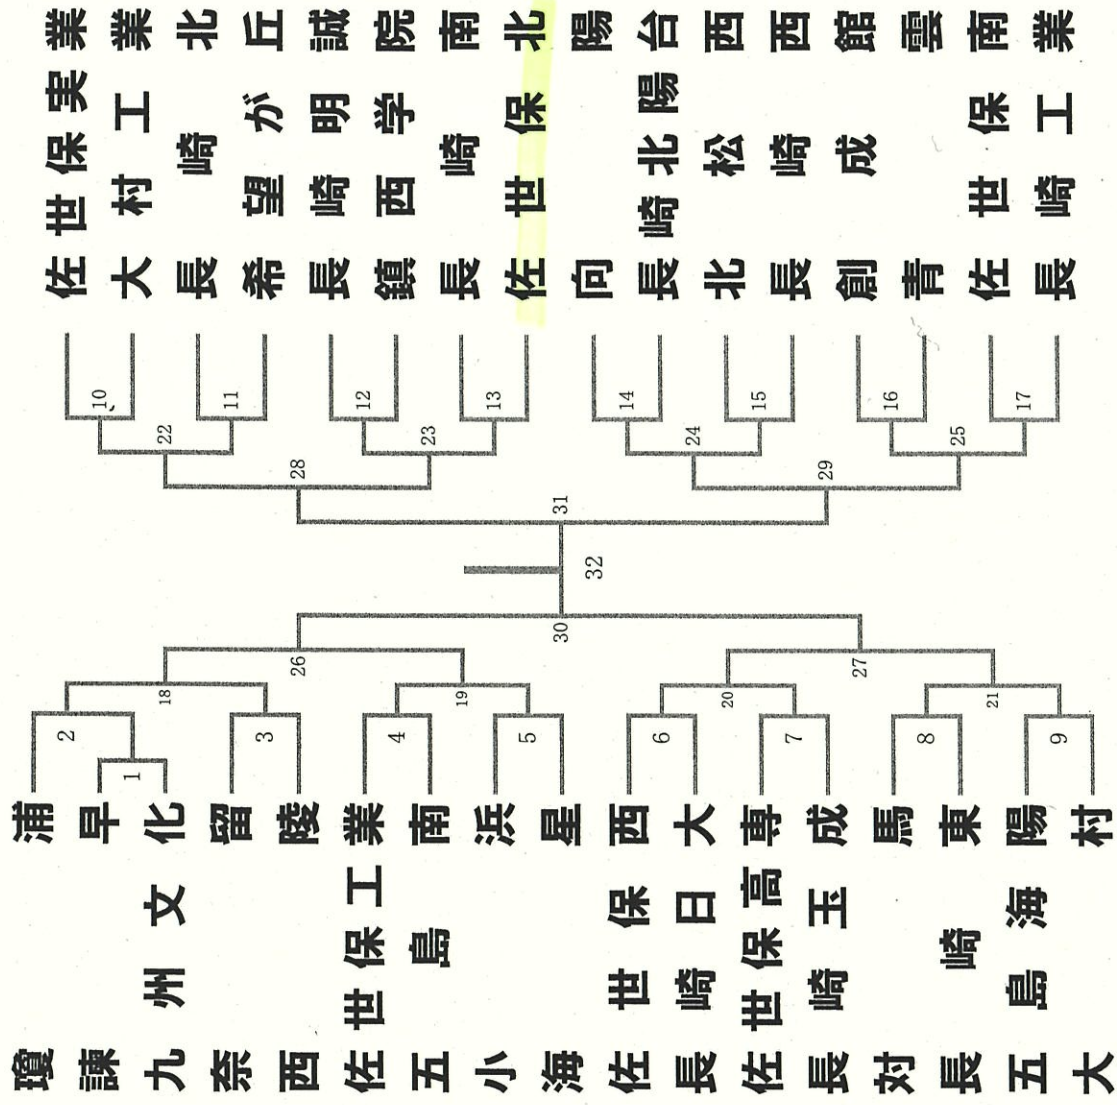 佐世保実業
大村工業
長崎北
希望が丘
長崎明誠
鎮西学院
長崎南
佐世保北
向陽
長崎北陽台
北松西
長崎西
創成館
青雲
佐世保南
長崎工業
10
11
12
13
14
15
16
17
22
23
24
25
28
29
31
32
30
26
27
18
19
20
21
2
3
4
5
6
7
8
9
1
瓊浦
諫早
九州文化
奈留
西陵
佐世保工業
五島南
小浜
海星
佐世保西
長崎日大
佐世保高専
長崎玉成
対馬
長崎東
五島海陽
大村